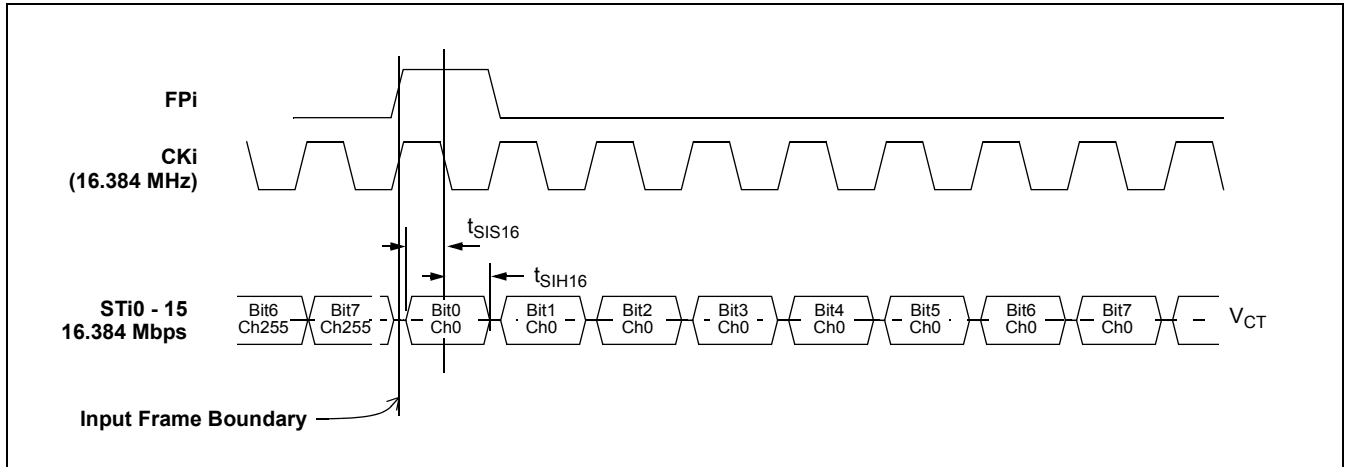 FPi
CKi
(16.384 MHz)
tSIS16
tSIH16
STi0 - 15
16.384 Mbps
Bit6
Ch255
Bit7
Ch255
Bit0
Ch0
Bit1
Ch0
Bit2
Ch0
Bit3
Ch0
Bit4
Ch0
Bit5
Ch0
Bit6
Ch0
Bit7
Ch0
VCT
Input Frame Boundary